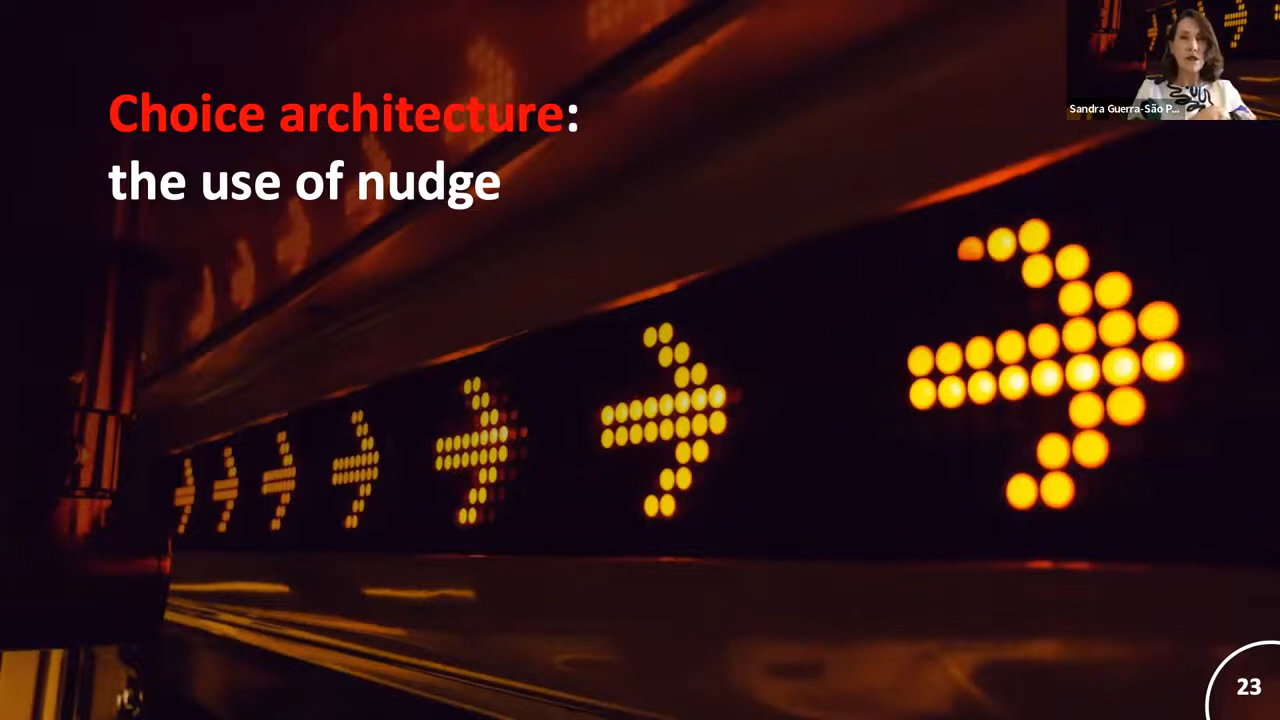 Choice architecture:
the use of nudge
Sandra Guerra-São P...
23